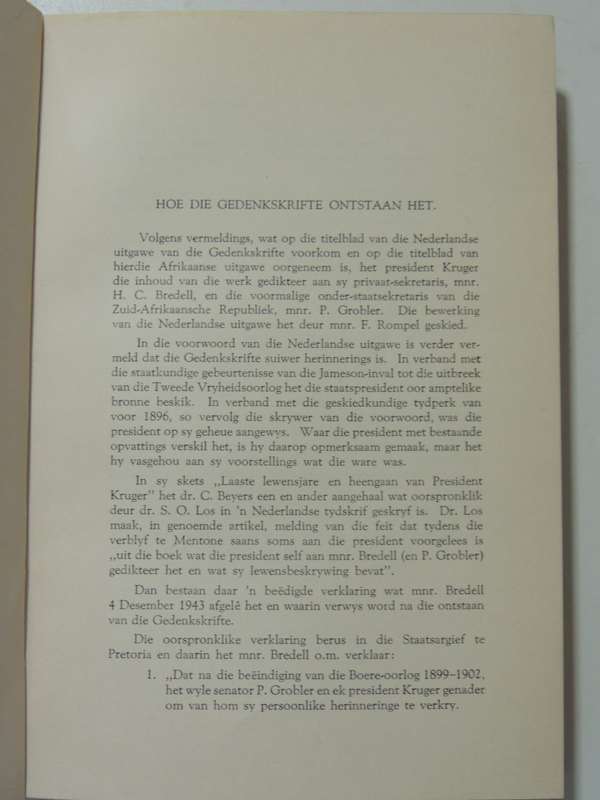 HOE DIE GEDENKSKRIFTE ONTSTAAN HET.
Volgens vermeldings, wat op die titelblad van die Nederlandse
uitgawe van die Gedenkskrifte voorkom en op die titelblad van
hierdie Afrikaanse uitgawe oorgeneem is, het president Kruger
die inhoud van die werk gedikteer aan sy privaat-sekretaris, mnr.
H. C. Bredell, en die voormalige onder-staatsekretaris van die
Zuid-Afrikaansche Republiek, mnr. P. Grobler. Die bewerking
van die Nederlandse uitgawe het deur mnr. F. Rompel geskied.
In die voorwoord van die Nederlandse uitgawe is verder ver-
meld dat die Gedenkskrifte suiwer herinnerings is. In verband met
die staatkundige gebeurtenisse van die Jameson-inval tot die uitbreek
van die Tweede Vryheidsoorlog het die staatspresident oor amptelike
bronne beskik. In verband met die geskiedkundige tydperk van
voor 1896, so vervolg die skrywer van die voorwoord, was die
president op sy geheue aangewys. Waar die president met bestaande
opvattings verskil het, is hy daarop opmerksaam gemaak, maar het
hy vasgehou aan sy voorstellings wat die ware was.
In sy skets „Laaste lewensjare en heengaan van President
Kruger" het dr. C. Beyers een en ander aangehaal wat oorspronklik
deur dr. S. O. Los in 'n Nederlandse tydskrif geskryf is. Dr. Los
maak, in genoemde artikel, melding van die feit dat tydens die
verblyf te Mentone saans soms aan die president voorgelees is
„uit die boek wat die president self aan mnr. Bredell (en P. Grobler)
gedikteer het en wat sy lewensbeskrywing bevat".
Dan bestaan daar 'n beëdigde verklaring wat mnr. Bredell
4 Desember 1943 afgelê het en waarin verwys word na die ontstaan
van die Gedenkskrifte.
Die oorspronklike verklaring berus in die Staatsargief te
Pretoria en daarin het mnr. Bredell o.m. verklaar:
1. „Dat na die beëindiging van die Boere-oorlog 1899–1902,
het wyle senator P. Grobler en ek president Kruger genader
om van hom sy persoonlike herinneringe te verkry.